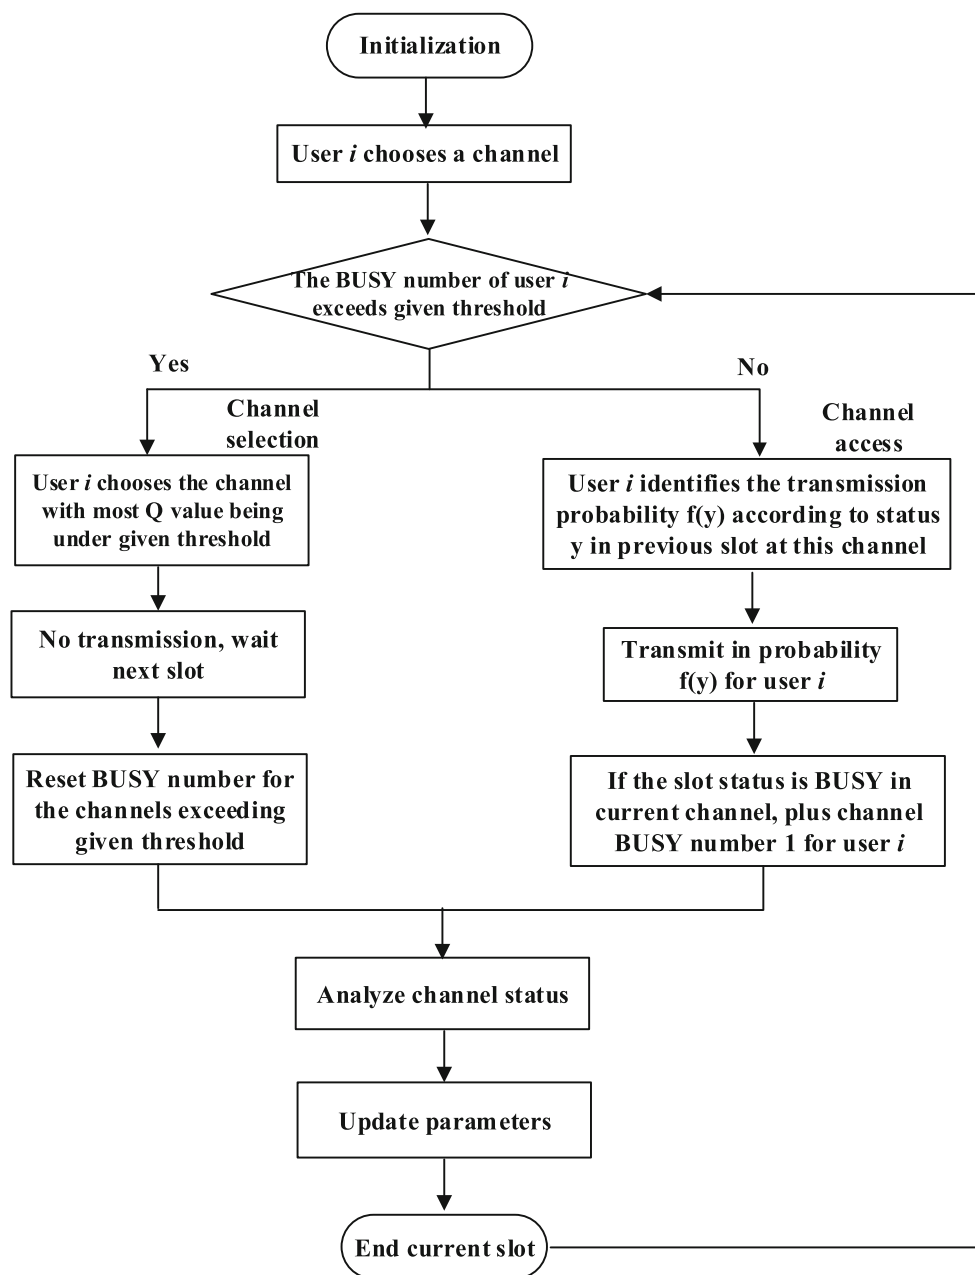 Initialization
User i chooses a channel
The BUSY number of user i
exceeds given threshold
Yes
No
Channel
selection
Channel
access
User i chooses the channel
with most Q value being
under given threshold
User i identifies the transmission
probability f(y) according to status
y in previous slot at this channel
No transmission, wait
next slot
Transmit in probability
f(y) for user i
Reset BUSY number for
the channels exceeding
given threshold
If the slot status is BUSY in
current channel, plus channel
BUSY number 1 for user i
Analyze channel status
Update parameters
End current slot